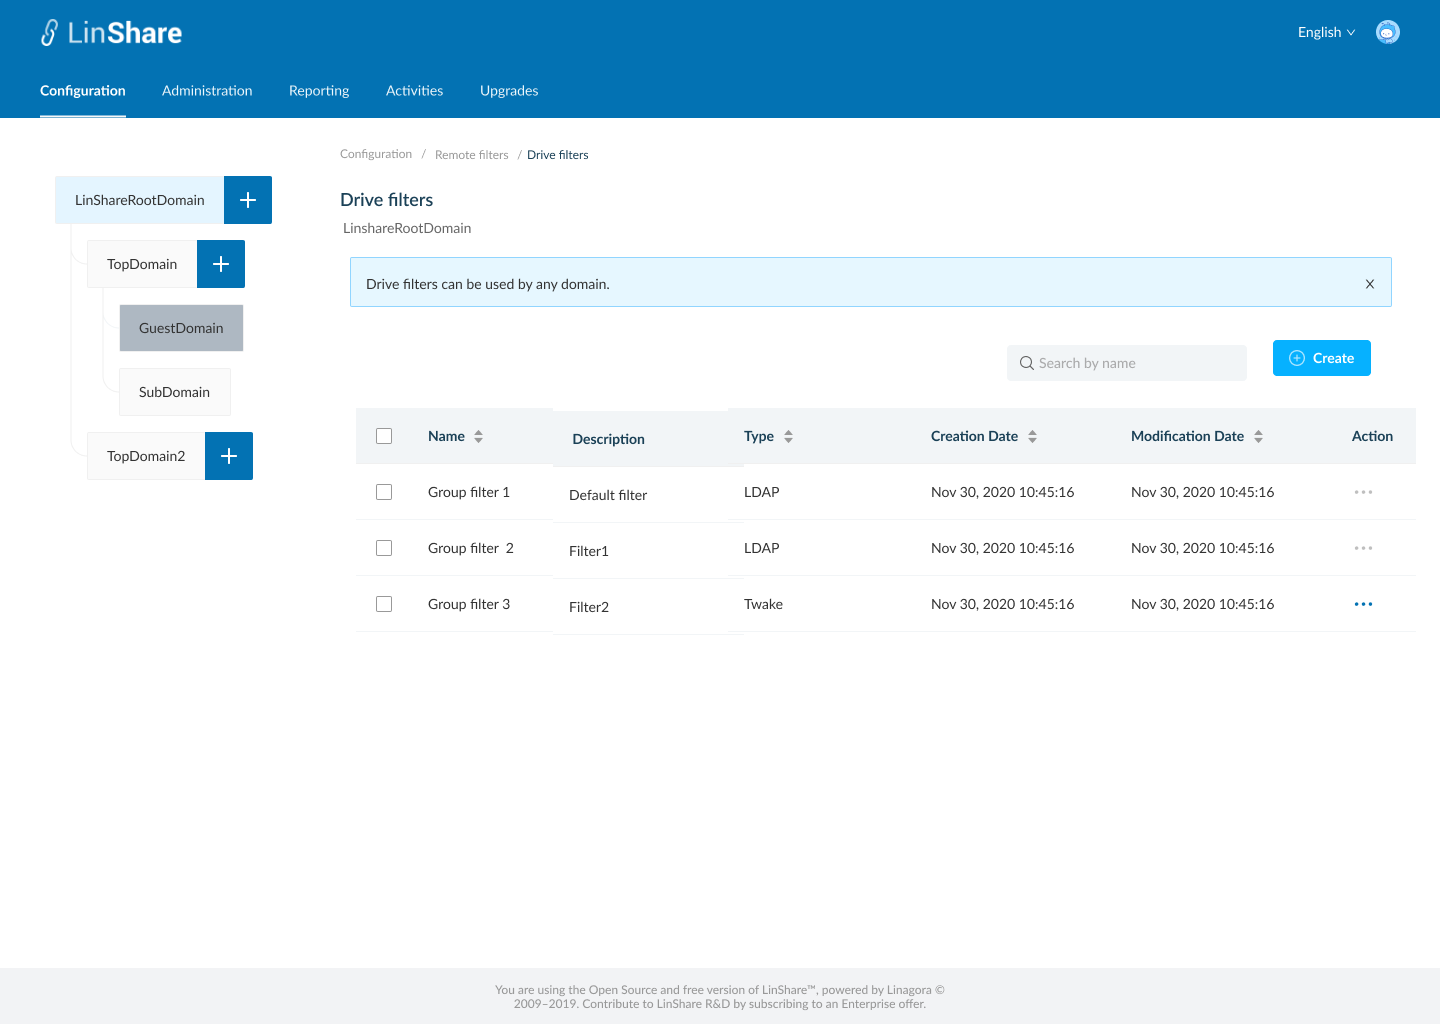 LinShare
English
Configuration Administration Reporting Activities Upgrades
Configuration / Remote filters / Drive filters
LinShareRootDomain
TopDomain
GuestDomain
SubDomain
TopDomain2
Drive filters
LinshareRootDomain
Drive filters can be used by any domain.
Search by name
Create
Name Description Type Creation Date Modification Date Action
Group filter 1 Default filter LDAP Nov 30, 2020 10:45:16 Nov 30, 2020 10:45:16
Group filter 2 Filter1 LDAP Nov 30, 2020 10:45:16 Nov 30, 2020 10:45:16
Group filter 3 Filter2 Twake Nov 30, 2020 10:45:16 Nov 30, 2020 10:45:16
You are using the Open Source and free version of LinShare™, powered by Linagora ©
2009–2019. Contribute to LinShare R&D by subscribing to an Enterprise offer.